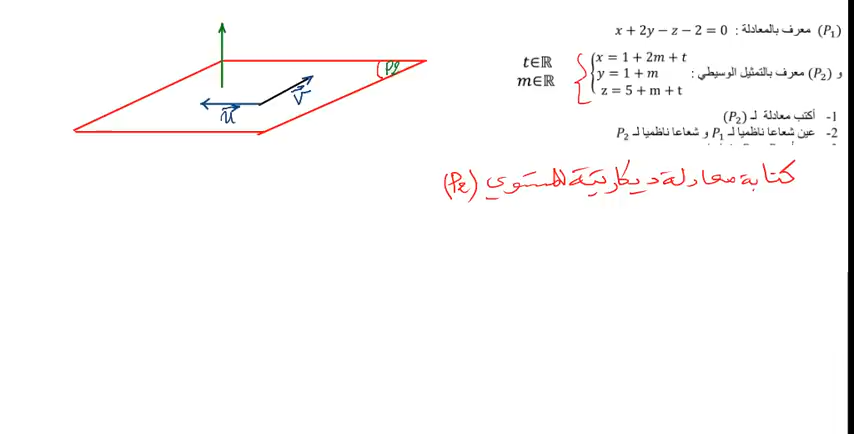 (P₁) معرف بالمعادلة : x + 2y − z − 2 = 0
و (P₂) معرف بالتمثيل الوسيطي : { x = 1 + 2m + t
y = 1 + m
z = 5 + m + t
t∈ℝ
m∈ℝ
1- أكتب معادلة لـ (P₂)
2- عين شعاعا ناظميا لـ P₁ و شعاعا ناظميا لـ P₂
كتابة معادلة ديكارتية للمستوي (P₂)
(P2
V
u